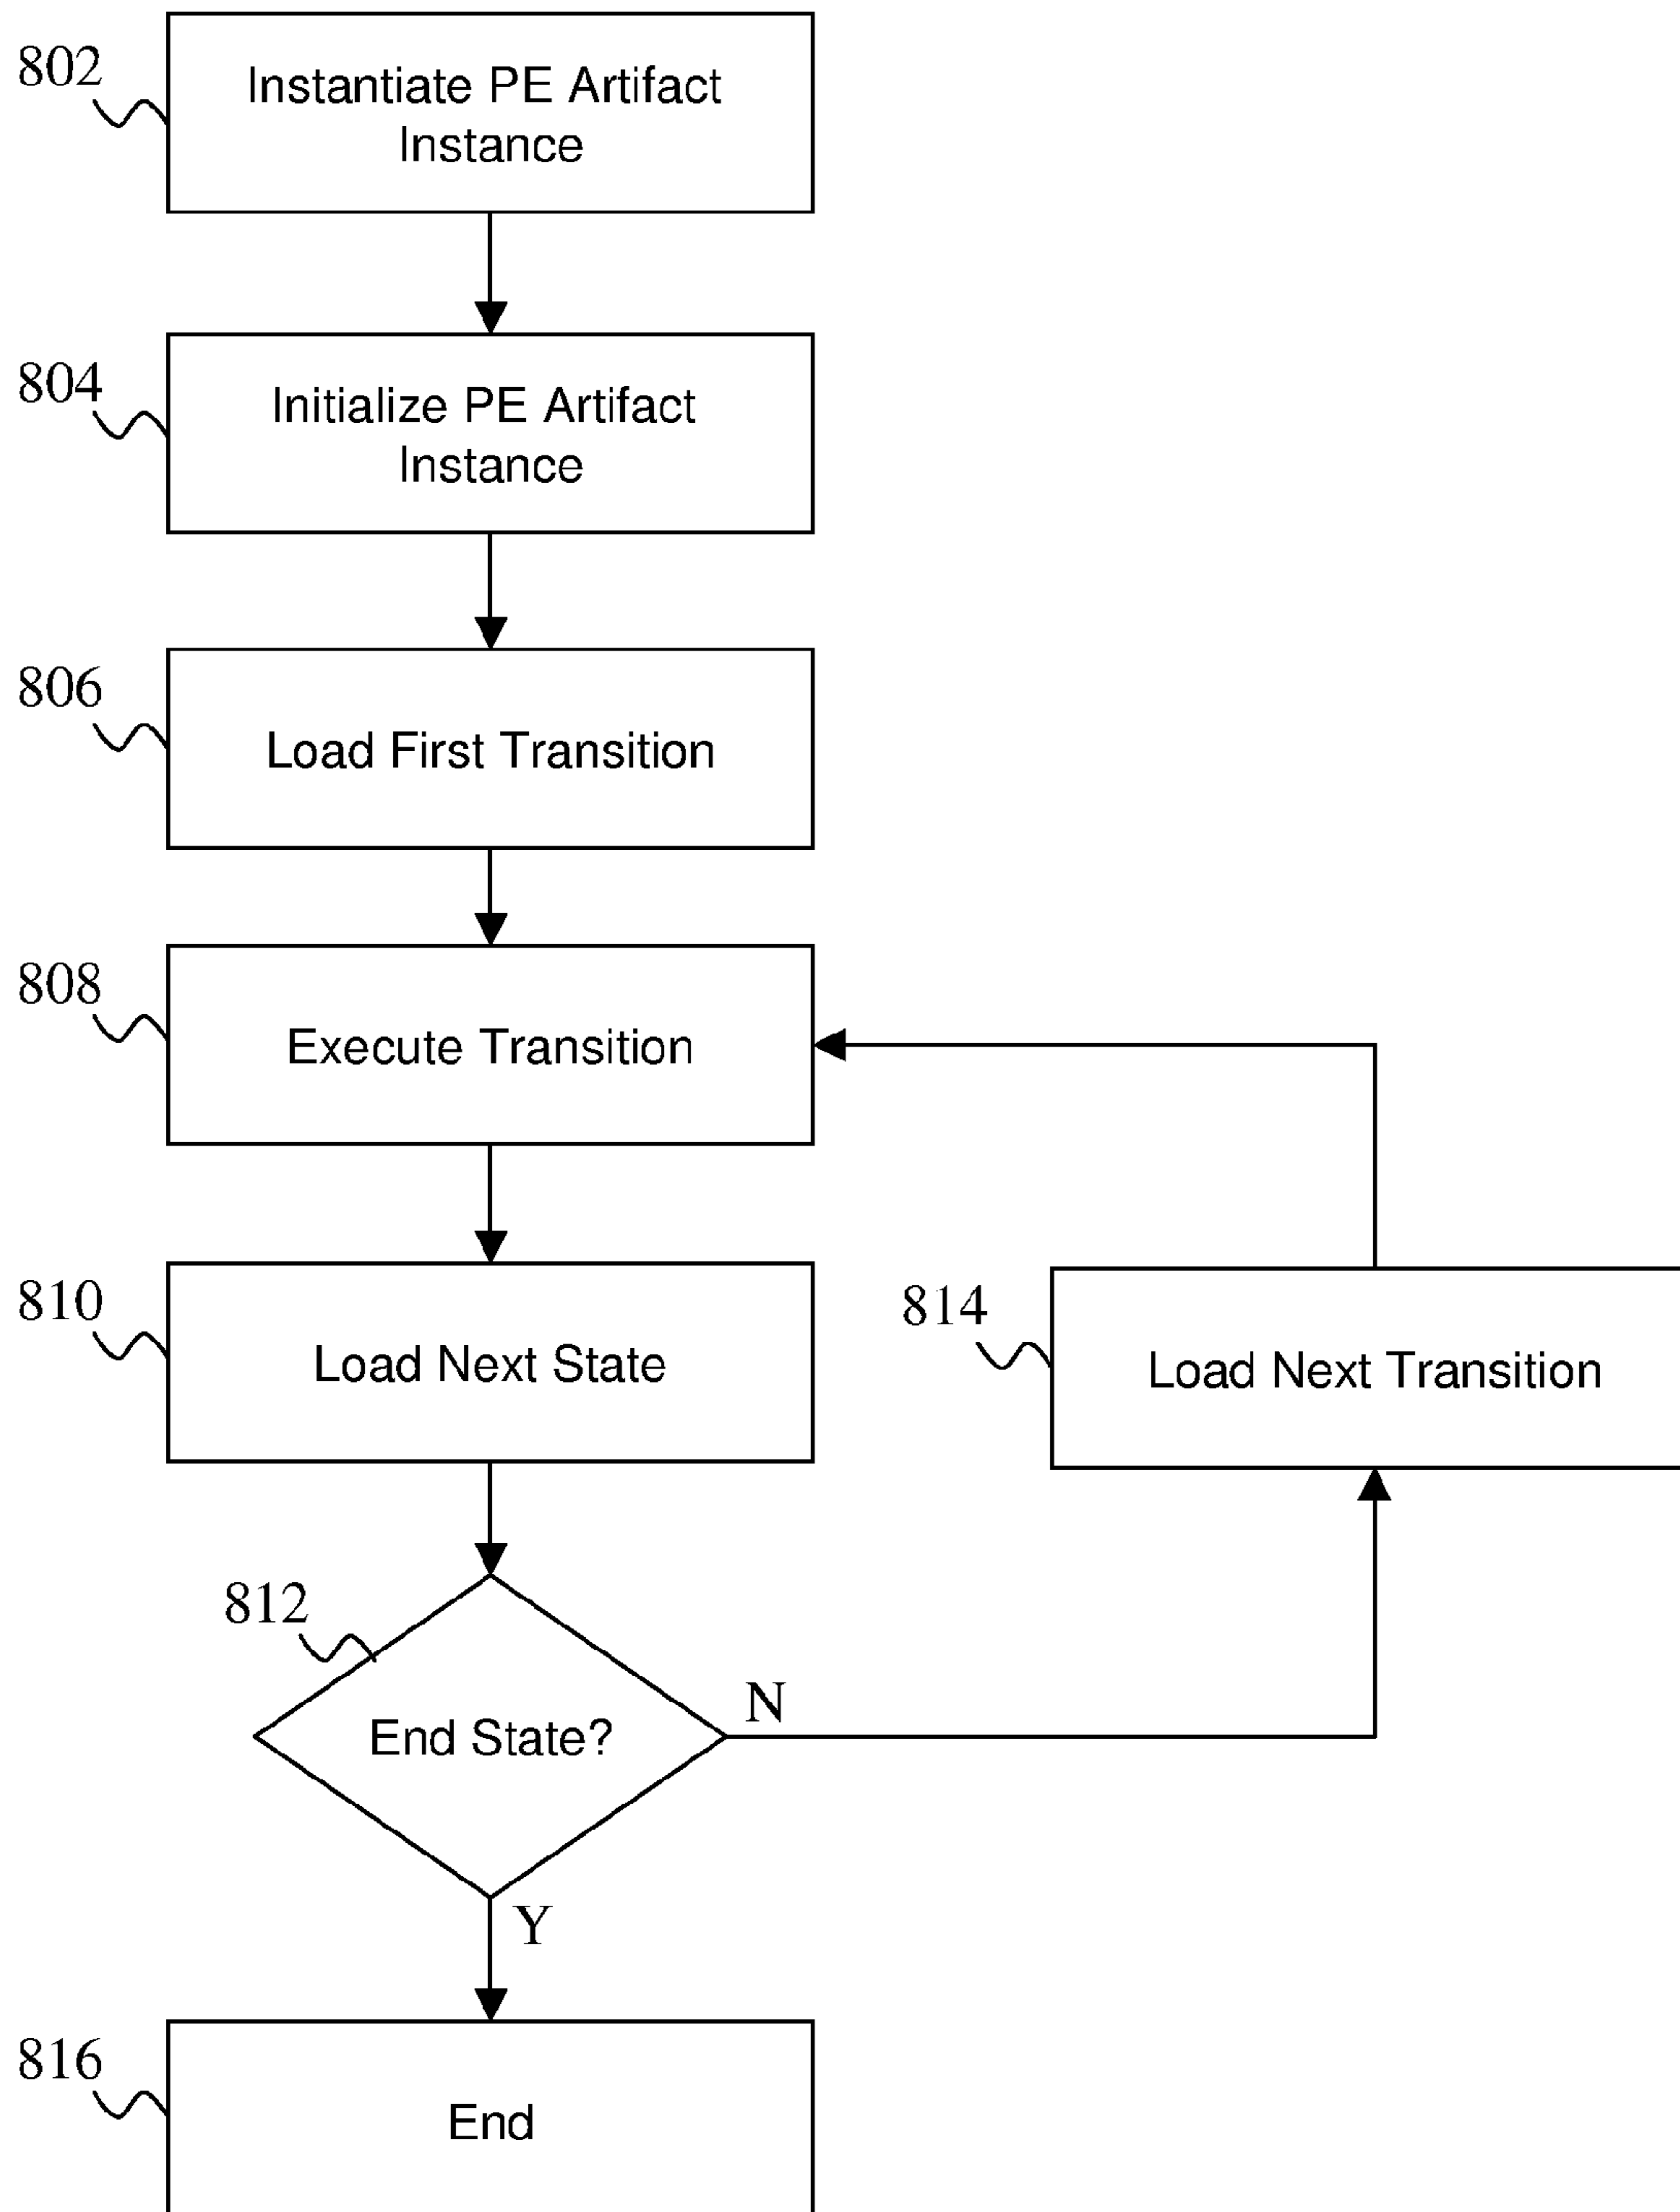 802
Instantiate PE Artifact
Instance
804
Initialize PE Artifact
Instance
806
Load First Transition
808
Execute Transition
810
Load Next State
814
Load Next Transition
812
End State?
N
Y
816
End